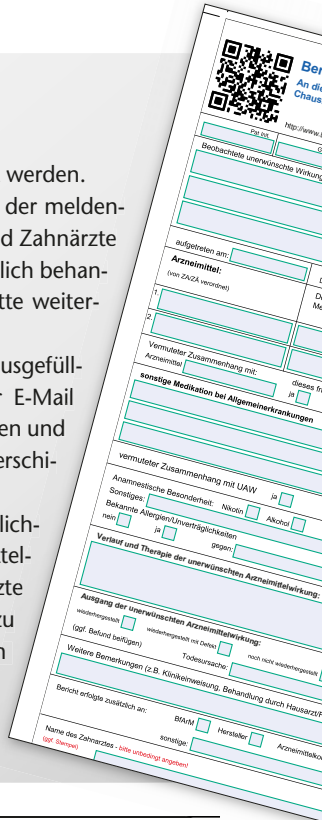 werden.
der melden-
d Zahnärzte
lich behan-
tte weiter-
usgefüll-
E-Mail
en und
erschi-
lich-
ttel-
zte
zu
Ber
An die
Chaus
http://www.
Pat.Init.
G
Beobachtete unerwünschte Wirkung
aufgetreten am:
Arzneimittel:
(von ZA/ZÄ verordnet)
1.
2.
Vermuteter Zusammenhang mit:
Arzneimittel
dieses fr
ja
sonstige Medikation bei Allgemeinerkrankungen
vermuteter Zusammenhang mit UAW
ja
Anamnestische Besonderheit: Nikotin
Alkohol
Sonstiges:
Bekannte Allergien/Unverträglichkeiten
nein
ja
gegen:
Verlauf und Therapie der unerwünschten Arzneimittelwirkung:
Ausgang der unerwünschten Arzneimittelwirkung:
wiederhergestellt
wiederhergestellt mit Defekt
noch nicht wiederhergestellt
(ggf. Befund beifügen)
Todesursache:
Weitere Bemerkungen (z.B. Klinikeinweisung, Behandlung durch Hausarzt/F
Bericht erfolgte zusätzlich an:
BfArM
Hersteller
Arzneimittelko
sonstige:
Name des Zahnarztes - bitte unbedingt angeben!
(ggf. Stempel)